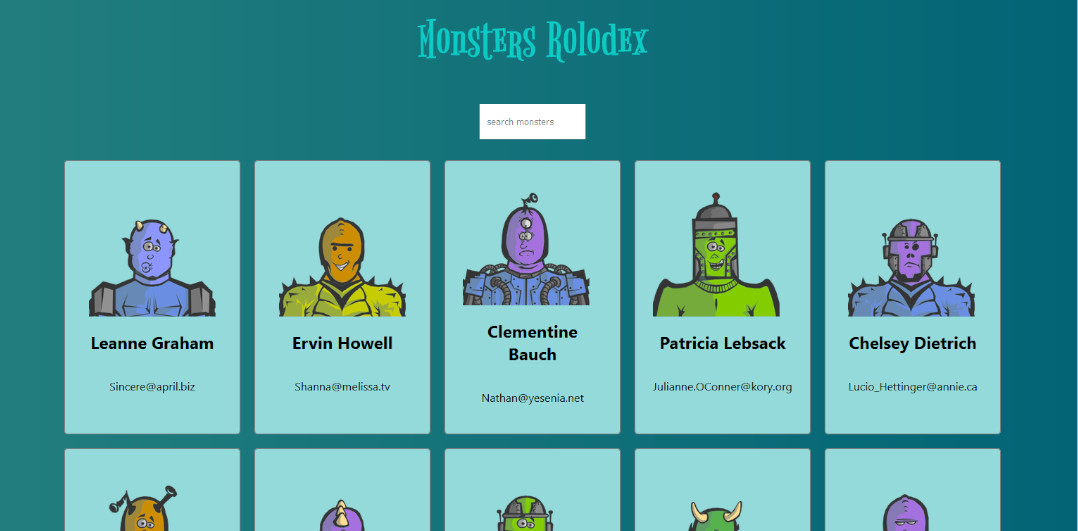 Monsters Rolodex
search monsters
Leanne Graham
Sincere@april.biz
Ervin Howell
Shanna@melissa.tv
Clementine
Bauch
Nathan@yesenia.net
Patricia Lebsack
Julianne.OConner@kory.org
Chelsey Dietrich
Lucio_Hettinger@annie.ca